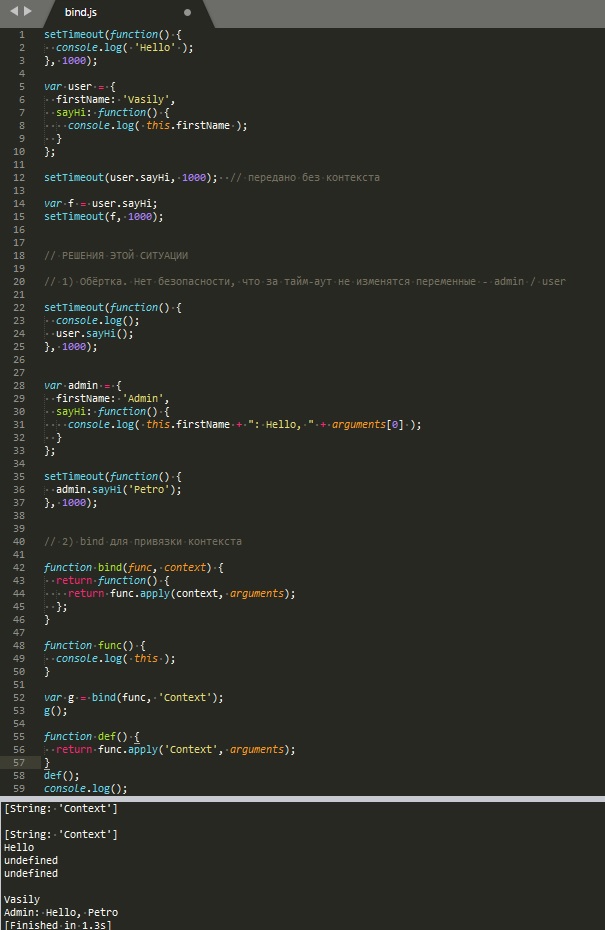 bind.js
1 setTimeout(function() {
2   console.log( 'Hello' );
3 }, 1000);
4
5 var user = {
6   firstName: 'Vasily',
7   sayHi: function() {
8     console.log( this.firstName );
9   }
10 };
11
12 setTimeout(user.sayHi, 1000);  // передано без контекста
13
14 var f = user.sayHi;
15 setTimeout(f, 1000);
16
17
18 // РЕШЕНИЯ ЭТОЙ СИТУАЦИИ
19
20 // 1) Обёртка. Нет безопасности, что за тайм-аут не изменятся переменные - admin / user
21
22 setTimeout(function() {
23   console.log();
24   user.sayHi();
25 }, 1000);
26
27
28 var admin = {
29   firstName: 'Admin',
30   sayHi: function() {
31     console.log( this.firstName + ": Hello, " + arguments[0] );
32   }
33 };
34
35 setTimeout(function() {
36   admin.sayHi('Petro');
37 }, 1000);
38
39
40 // 2) bind для привязки контекста
41
42 function bind(func, context) {
43   return function() {
44     return func.apply(context, arguments);
45   };
46 }
47
48 function func() {
49   console.log( this );
50 }
51
52 var g = bind(func, 'Context');
53 g();
54
55 function def() {
56   return func.apply('Context', arguments);
57 }
58 def();
59 console.log();
[String: 'Context']

[String: 'Context']
Hello
undefined
undefined

Vasily
Admin: Hello, Petro
[Finished in 1.3s]